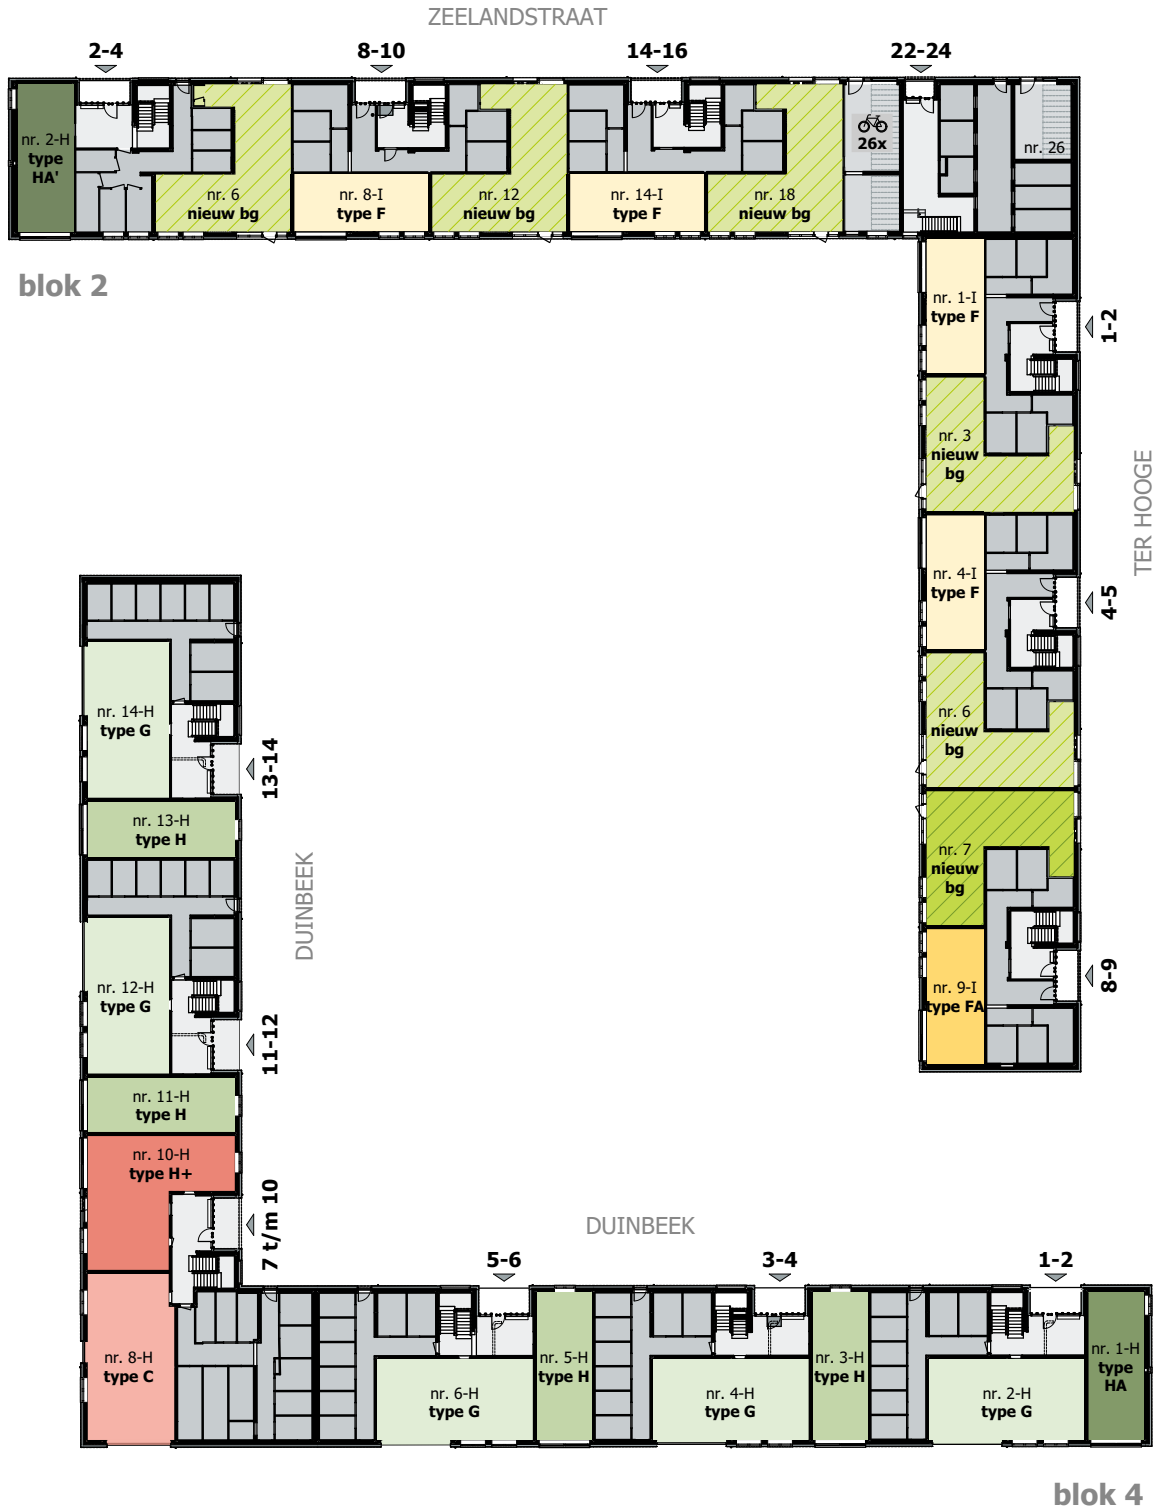 ZEELANDSTRAAT
2-4
8-10
14-16
22-24
nr. 2-H
type
HA'
nr. 6
nieuw bg
nr. 8-I
type F
nr. 12
nieuw bg
nr. 14-I
type F
nr. 18
nieuw bg
26x
nr. 26
blok 2
nr. 1-I
type F
1-2
nr. 3
nieuw
bg
TER HOOGE
nr. 4-I
type F
4-5
nr. 6
nieuw
bg
nr. 7
nieuw
bg
nr. 9-I
type FA
8-9
nr. 14-H
type G
13-14
nr. 13-H
type H
DUINBEEK
nr. 12-H
type G
11-12
nr. 11-H
type H
nr. 10-H
type H+
7 t/m 10
nr. 8-H
type C
DUINBEEK
5-6
3-4
1-2
nr. 6-H
type G
nr. 5-H
type H
nr. 4-H
type G
nr. 3-H
type H
nr. 2-H
type G
nr. 1-H
type
HA
blok 4